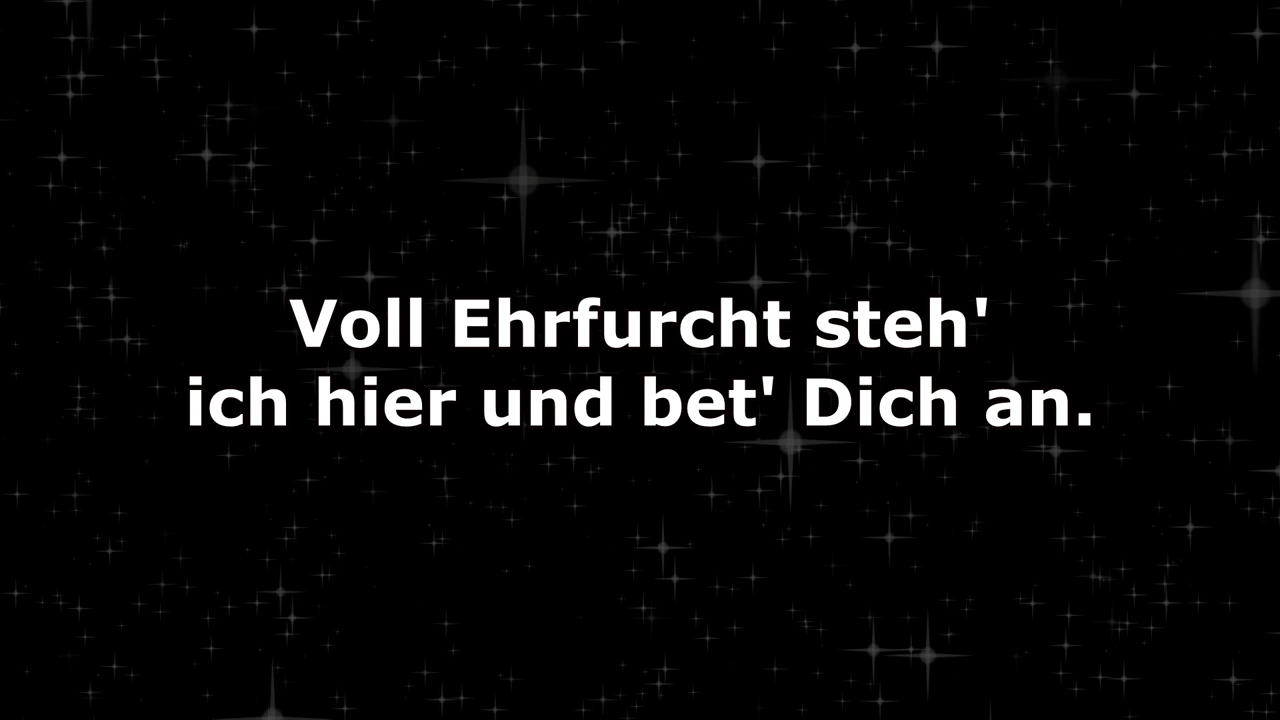 Voll Ehrfurcht steh'
ich hier und bet' Dich an.